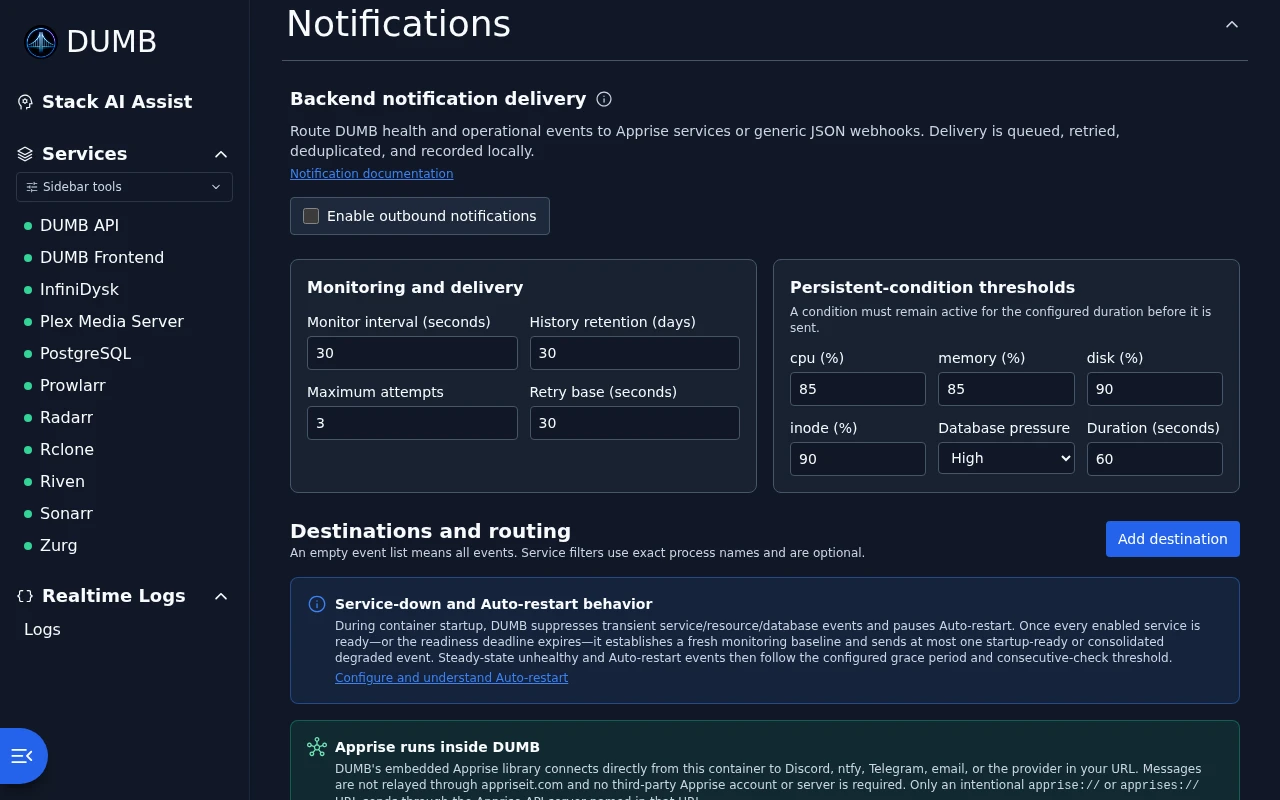 DUMB
Stack AI Assist
Services
Sidebar tools
DUMB API
DUMB Frontend
InfiniDysk
Plex Media Server
PostgreSQL
Prowlarr
Radarr
Rclone
Riven
Sonarr
Zurg
Realtime Logs
Logs
Notifications
Backend notification delivery
Route DUMB health and operational events to Apprise services or generic JSON webhooks. Delivery is queued, retried,
deduplicated, and recorded locally.
Notification documentation
Enable outbound notifications
Monitoring and delivery
Monitor interval (seconds)
30
History retention (days)
30
Maximum attempts
3
Retry base (seconds)
30
Persistent-condition thresholds
A condition must remain active for the configured duration before it is
sent.
cpu (%)
85
memory (%)
85
disk (%)
90
inode (%)
90
Database pressure
High
Duration (seconds)
60
Destinations and routing
An empty event list means all events. Service filters use exact process names and are optional.
Add destination
Service-down and Auto-restart behavior
During container startup, DUMB suppresses transient service/resource/database events and pauses Auto-restart. Once every enabled service is
ready—or the readiness deadline expires—it establishes a fresh monitoring baseline and sends at most one startup-ready or consolidated
degraded event. Steady-state unhealthy and Auto-restart events then follow the configured grace period and consecutive-check threshold.
Configure and understand Auto-restart
Apprise runs inside DUMB
DUMB's embedded Apprise library connects directly from this container to Discord, ntfy, Telegram, email, or the provider in your URL. Messages
are not relayed through appriseit.com and no third-party Apprise account or server is required. Only an intentional apprise:// or apprises://
URL sends through the Apprise API server named in that URL.